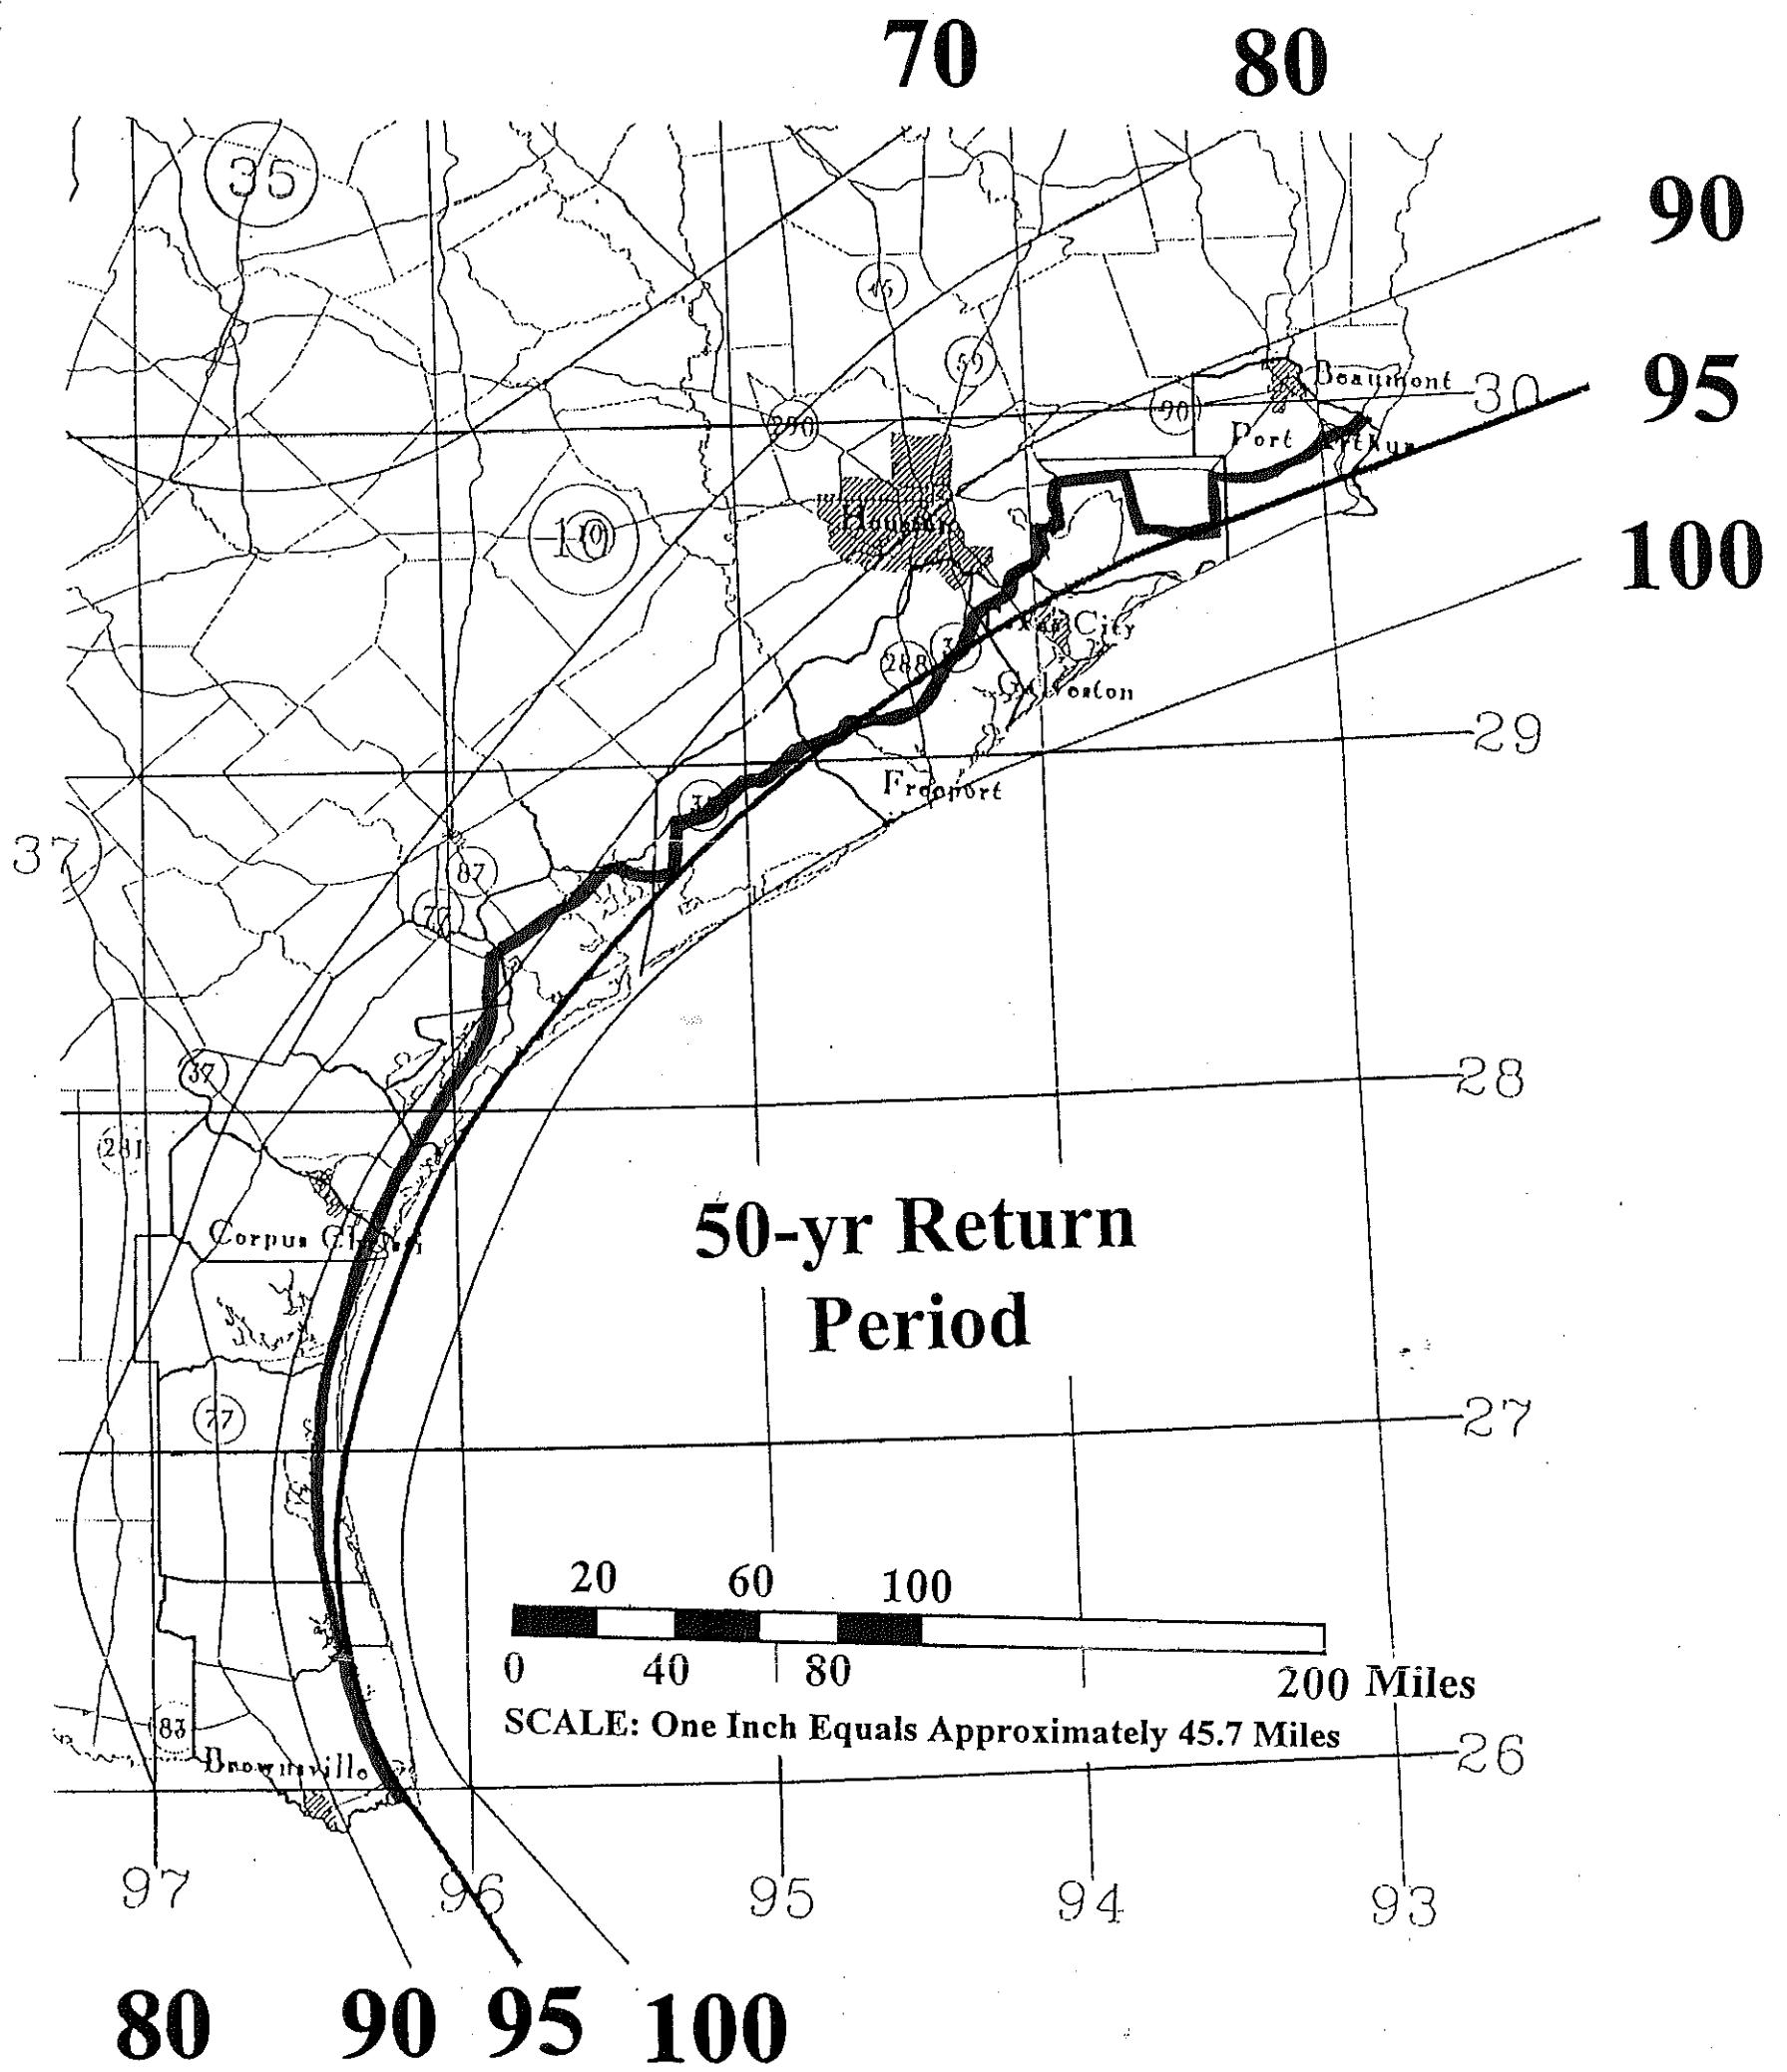 70 80
35
90
45
59
95
Beaumont
30
290
90
Port Arthur
10
100
Houston
Texas City
288
Galveston
29
Freeport
37
87
77
37
28
281
50-yr Return
Corpus Christi
Period
77
27
20 60 100
0 40 80 200 Miles
SCALE: One Inch Equals Approximately 45.7 Miles
83
Brownsville
26
97 96 95 94 93
80 90 95 100